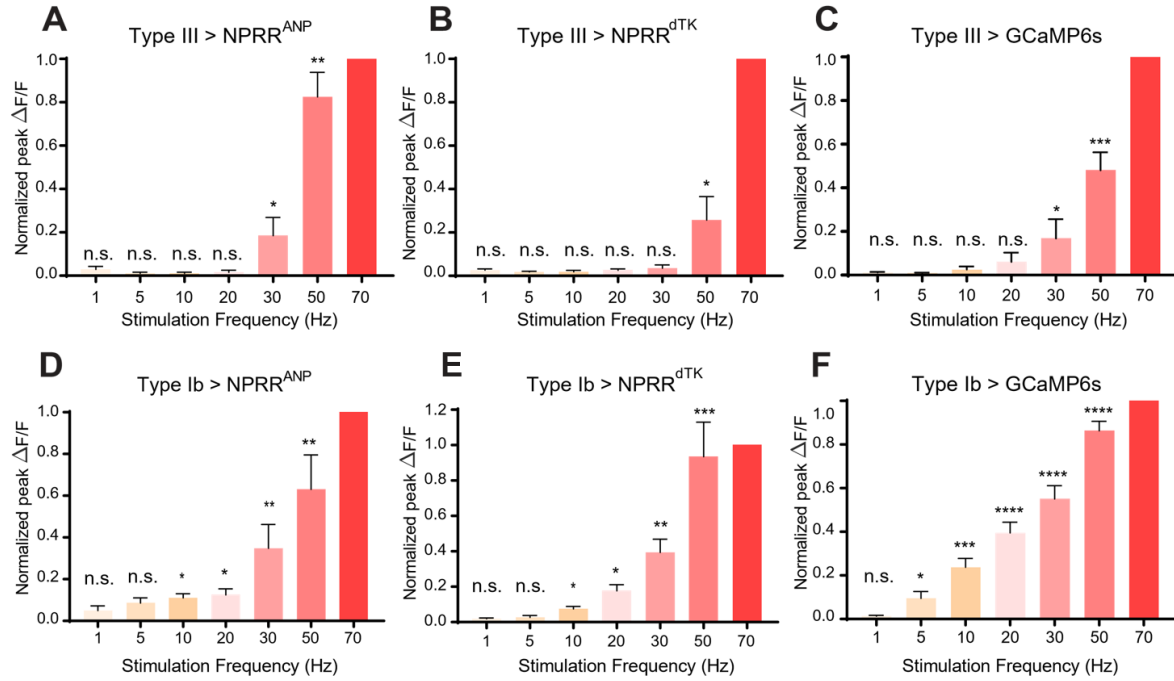 A
Type III > NPRR^ANP
Normalized peak △F/F
1.0
0.8
0.6
0.4
0.2
0.0
n.s.
n.s.
n.s.
n.s.
*
**
1 5 10 20 30 50 70
Stimulation Frequency (Hz)
B
Type III > NPRR^dTK
Normalized peak △F/F
1.0
0.8
0.6
0.4
0.2
0.0
n.s.
n.s.
n.s.
n.s.
n.s.
*
1 5 10 20 30 50 70
Stimulation Frequency (Hz)
C
Type III > GCaMP6s
Normalized peak △F/F
1.0
0.8
0.6
0.4
0.2
0.0
n.s.
n.s.
n.s.
n.s.
*
***
1 5 10 20 30 50 70
Stimulation Frequency (Hz)
D
Type Ib > NPRR^ANP
Normalized peak △F/F
1.0
0.8
0.6
0.4
0.2
0.0
n.s.
n.s.
*
*
**
**
1 5 10 20 30 50 70
Stimulation Frequency (Hz)
E
Type Ib > NPRR^dTK
Normalized peak △F/F
1.2
1.0
0.8
0.6
0.4
0.2
0.0
n.s.
n.s.
*
*
**
***
1 5 10 20 30 50 70
Stimulation Frequency (Hz)
F
Type Ib > GCaMP6s
Normalized peak △F/F
1.0
0.8
0.6
0.4
0.2
0.0
n.s.
*
***
****
****
****
1 5 10 20 30 50 70
Stimulation Frequency (Hz)